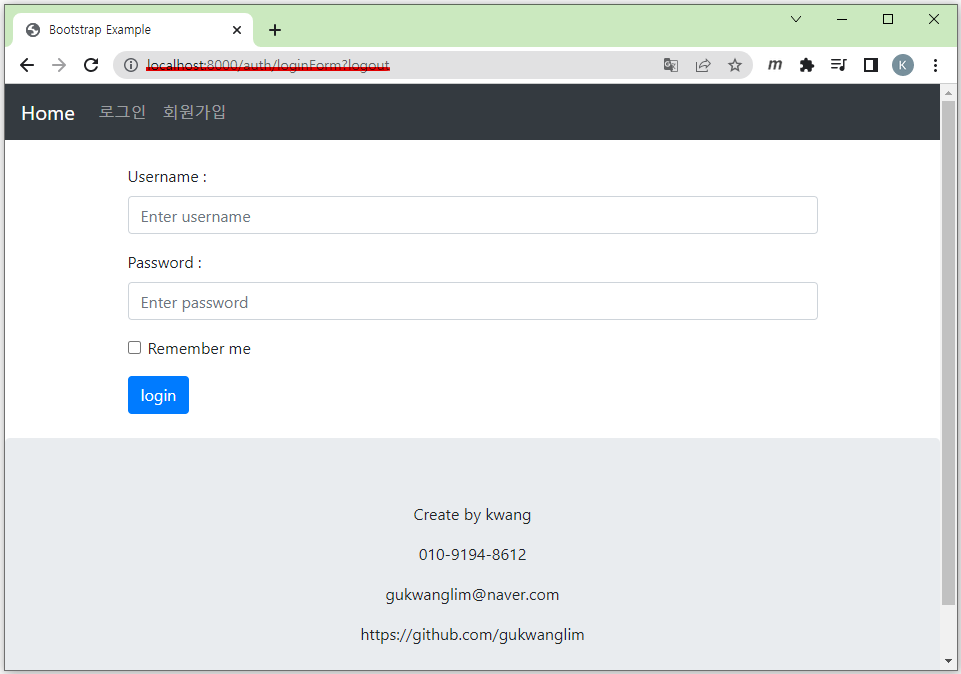 Bootstrap Example
localhost:8000/auth/loginForm?logout
m
K
Home 로그인 회원가입
Username :
Enter username
Password :
Enter password
Remember me
login
Create by kwang
010-9194-8612
gukwanglim@naver.com
https://github.com/gukwanglim